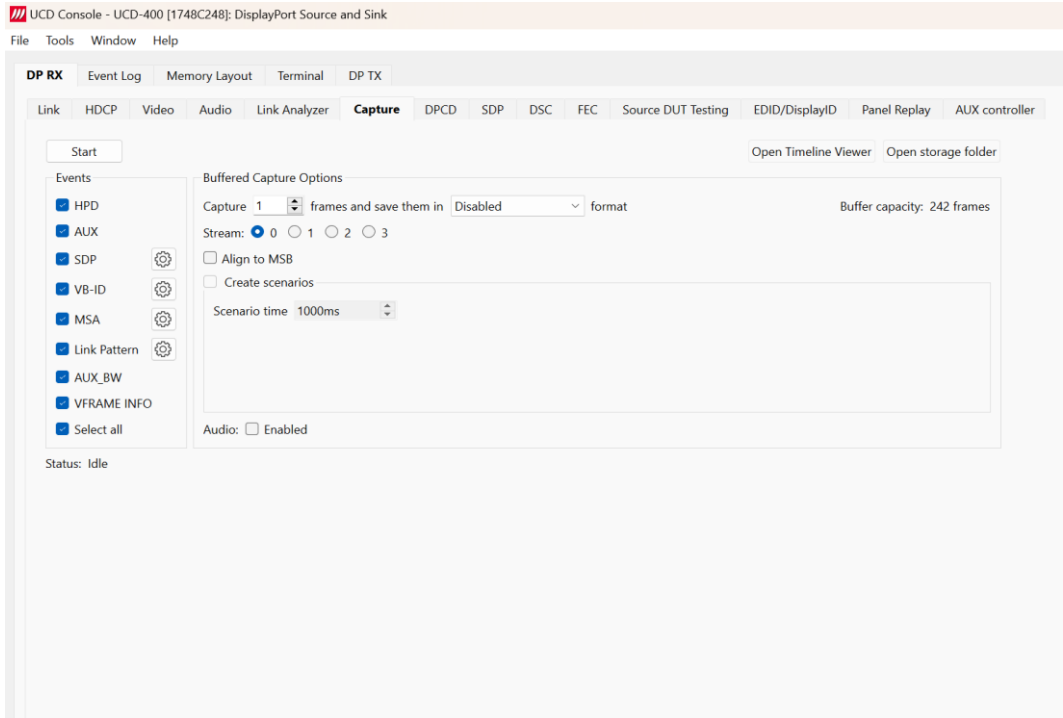 UCD Console - UCD-400 [1748C248]: DisplayPort Source and Sink
File Tools Window Help
DP RX Event Log Memory Layout Terminal DP TX
Link HDCP Video Audio Link Analyzer Capture DPCD SDP DSC FEC Source DUT Testing EDID/DisplayID Panel Replay AUX controller
Start Open Timeline Viewer Open storage folder
Events Buffered Capture Options
HPD Capture 1 frames and save them in Disabled format Buffer capacity: 242 frames
AUX Stream: 0 1 2 3
SDP Align to MSB
VB-ID Create scenarios
MSA Scenario time 1000ms
Link Pattern
AUX_BW
VFRAME INFO
Select all Audio: Enabled
Status: Idle